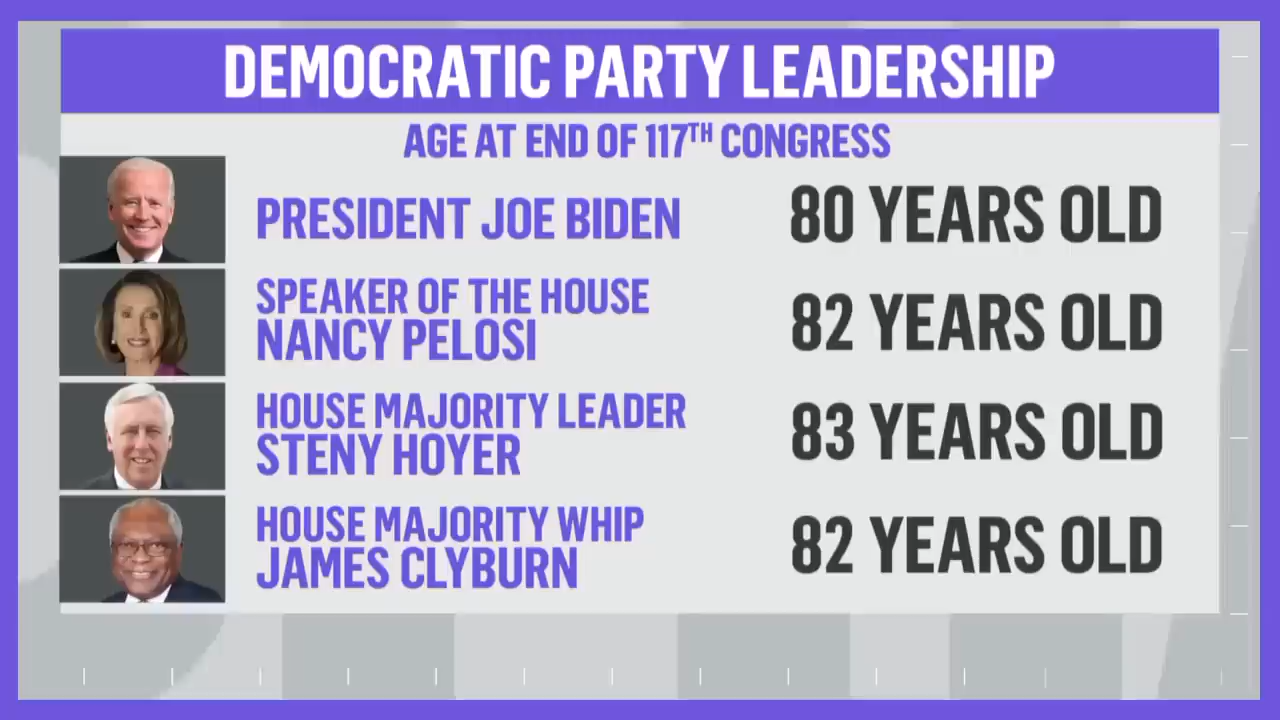 DEMOCRATIC PARTY LEADERSHIP
AGE AT END OF 117TH CONGRESS
PRESIDENT JOE BIDEN
80 YEARS OLD
SPEAKER OF THE HOUSE
NANCY PELOSI
82 YEARS OLD
HOUSE MAJORITY LEADER
STENY HOYER
83 YEARS OLD
HOUSE MAJORITY WHIP
JAMES CLYBURN
82 YEARS OLD